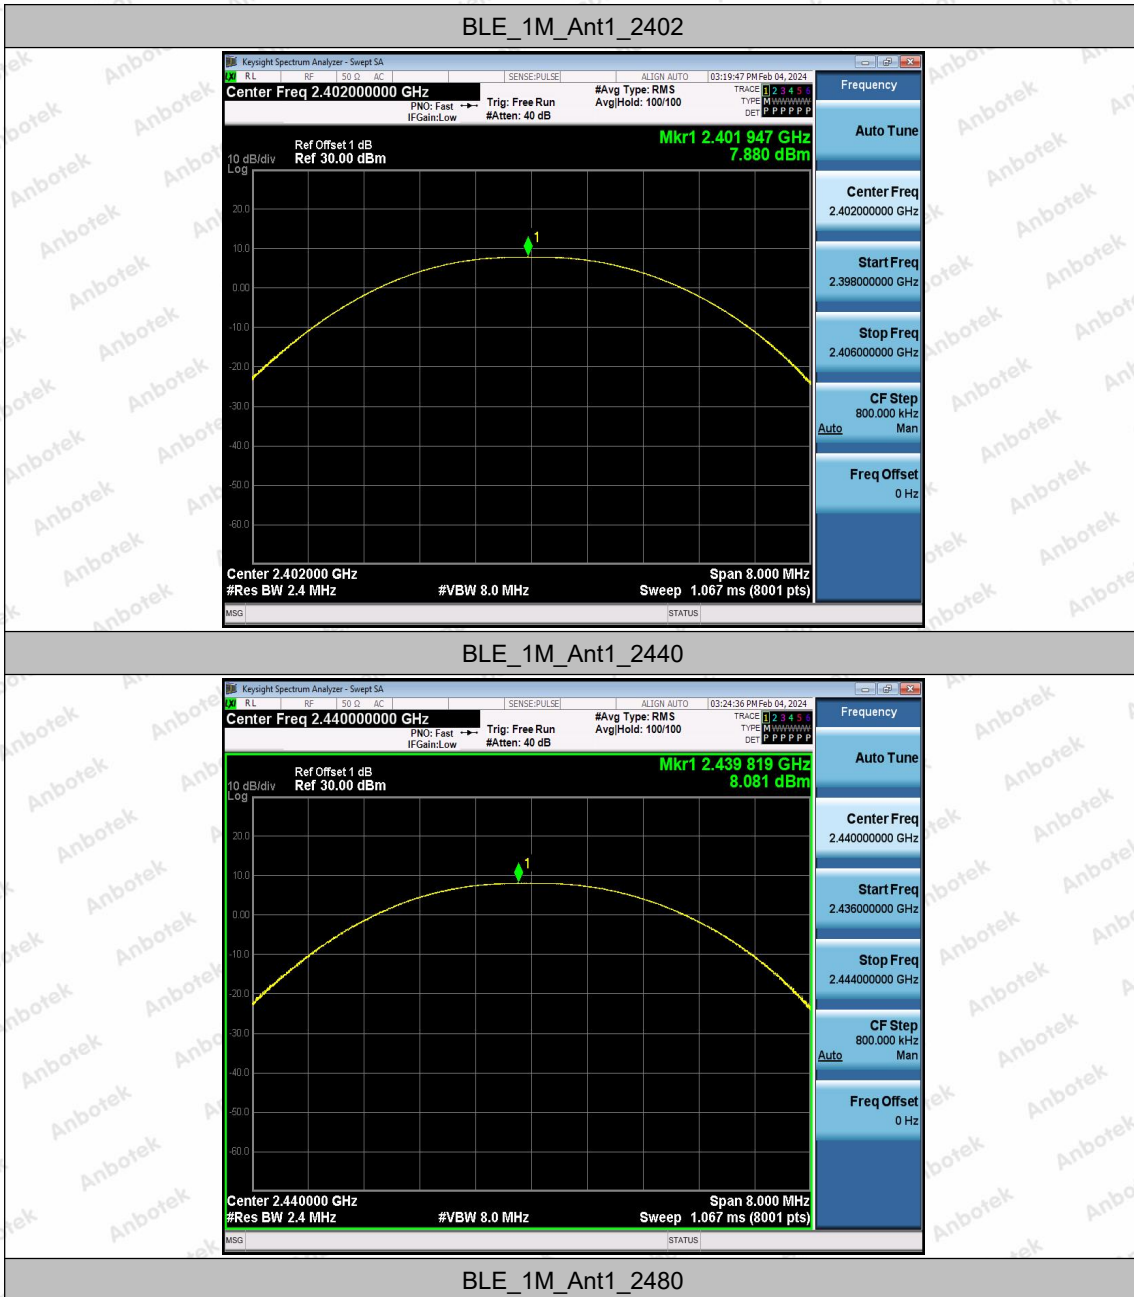 BLE_1M_Ant1_2402
Keysight Spectrum Analyzer - Swept SA
LXI RL RF 50 Ω AC SENSE:PULSE ALIGN AUTO 03:19:47 PM Feb 04, 2024
Center Freq 2.402000000 GHz #Avg Type: RMS TRACE 1 2 3 4 5 6
PNO: Fast Trig: Free Run Avg|Hold: 100/100 TYPE M W W W W W
IFGain:Low #Atten: 40 dB DET P P P P P P
Frequency
Auto Tune
Mkr1 2.401 947 GHz
7.880 dBm
Ref Offset 1 dB
10 dB/div Ref 30.00 dBm
Log
20.0
10.0
0.00
-10.0
-20.0
-30.0
-40.0
-50.0
-60.0
1
Center Freq
2.402000000 GHz
Start Freq
2.398000000 GHz
Stop Freq
2.406000000 GHz
CF Step
800.000 kHz
Auto Man
Freq Offset
0 Hz
Center 2.402000 GHz Span 8.000 MHz
#Res BW 2.4 MHz #VBW 8.0 MHz Sweep 1.067 ms (8001 pts)
MSG STATUS
BLE_1M_Ant1_2440
Keysight Spectrum Analyzer - Swept SA
LXI RL RF 50 Ω AC SENSE:PULSE ALIGN AUTO 03:24:36 PM Feb 04, 2024
Center Freq 2.440000000 GHz #Avg Type: RMS TRACE 1 2 3 4 5 6
PNO: Fast Trig: Free Run Avg|Hold: 100/100 TYPE M W W W W W
IFGain:Low #Atten: 40 dB DET P P P P P P
Frequency
Auto Tune
Mkr1 2.439 819 GHz
8.081 dBm
Ref Offset 1 dB
10 dB/div Ref 30.00 dBm
Log
20.0
10.0
0.00
-10.0
-20.0
-30.0
-40.0
-50.0
-60.0
1
Center Freq
2.440000000 GHz
Start Freq
2.436000000 GHz
Stop Freq
2.444000000 GHz
CF Step
800.000 kHz
Auto Man
Freq Offset
0 Hz
Center 2.440000 GHz Span 8.000 MHz
#Res BW 2.4 MHz #VBW 8.0 MHz Sweep 1.067 ms (8001 pts)
MSG STATUS
BLE_1M_Ant1_2480